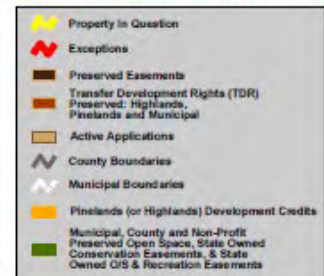 Property In Question
Exceptions
Preserved Easements
Transfer Development Rights (TDR)
Preserved: Highlands,
Pinelands and Municipal
Active Applications
County Boundaries
Municipal Boundaries
Pinelands (or Highlands) Development Credits
Municipal, County and Non-Profit
Preserved Open Space, State Owned
Conservation Easements, & State
Owned O/S & Recreation Easements